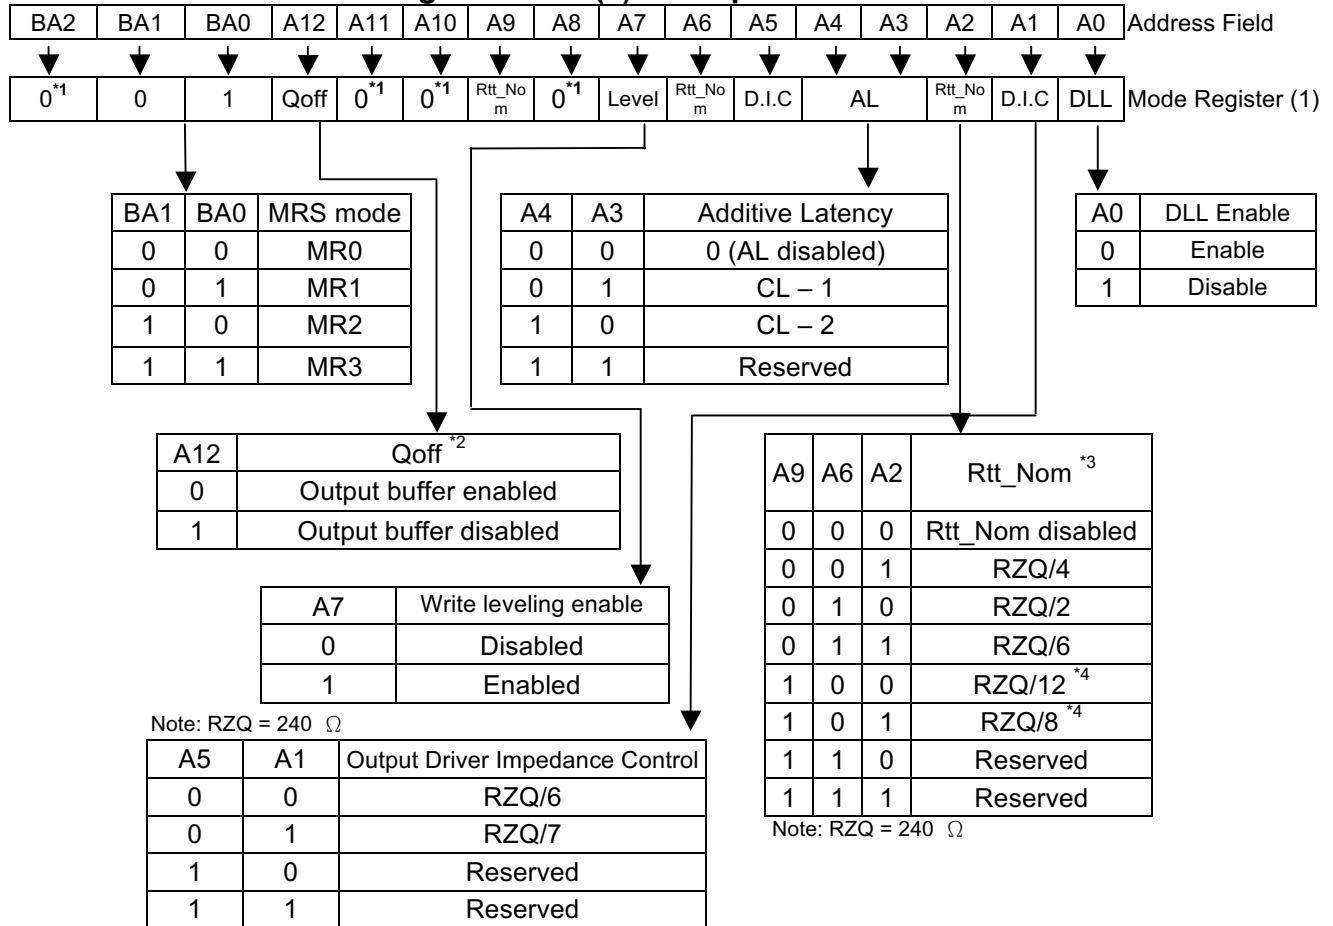 BA2 BA1 BA0 A12 A11 A10 A9 A8 A7 A6 A5 A4 A3 A2 A1 A0 Address Field
0*1 0 1 Qoff 0*1 0*1 Rtt_No 0*1 Level Rtt_No D.I.C AL Rtt_No D.I.C DLL Mode Register (1)
m m m
BA1 BA0 MRS mode
0 0 MR0
0 1 MR1
1 0 MR2
1 1 MR3
A4 A3 Additive Latency
0 0 0 (AL disabled)
0 1 CL – 1
1 0 CL – 2
1 1 Reserved
A0 DLL Enable
0 Enable
1 Disable
A12 Qoff *2
0 Output buffer enabled
1 Output buffer disabled
A9 A6 A2 Rtt_Nom *3
0 0 0 Rtt_Nom disabled
0 0 1 RZQ/4
0 1 0 RZQ/2
0 1 1 RZQ/6
1 0 0 RZQ/12 *4
1 0 1 RZQ/8 *4
1 1 0 Reserved
1 1 1 Reserved
Note: RZQ = 240 Ω
A7 Write leveling enable
0 Disabled
1 Enabled
Note: RZQ = 240 Ω
A5 A1 Output Driver Impedance Control
0 0 RZQ/6
0 1 RZQ/7
1 0 Reserved
1 1 Reserved